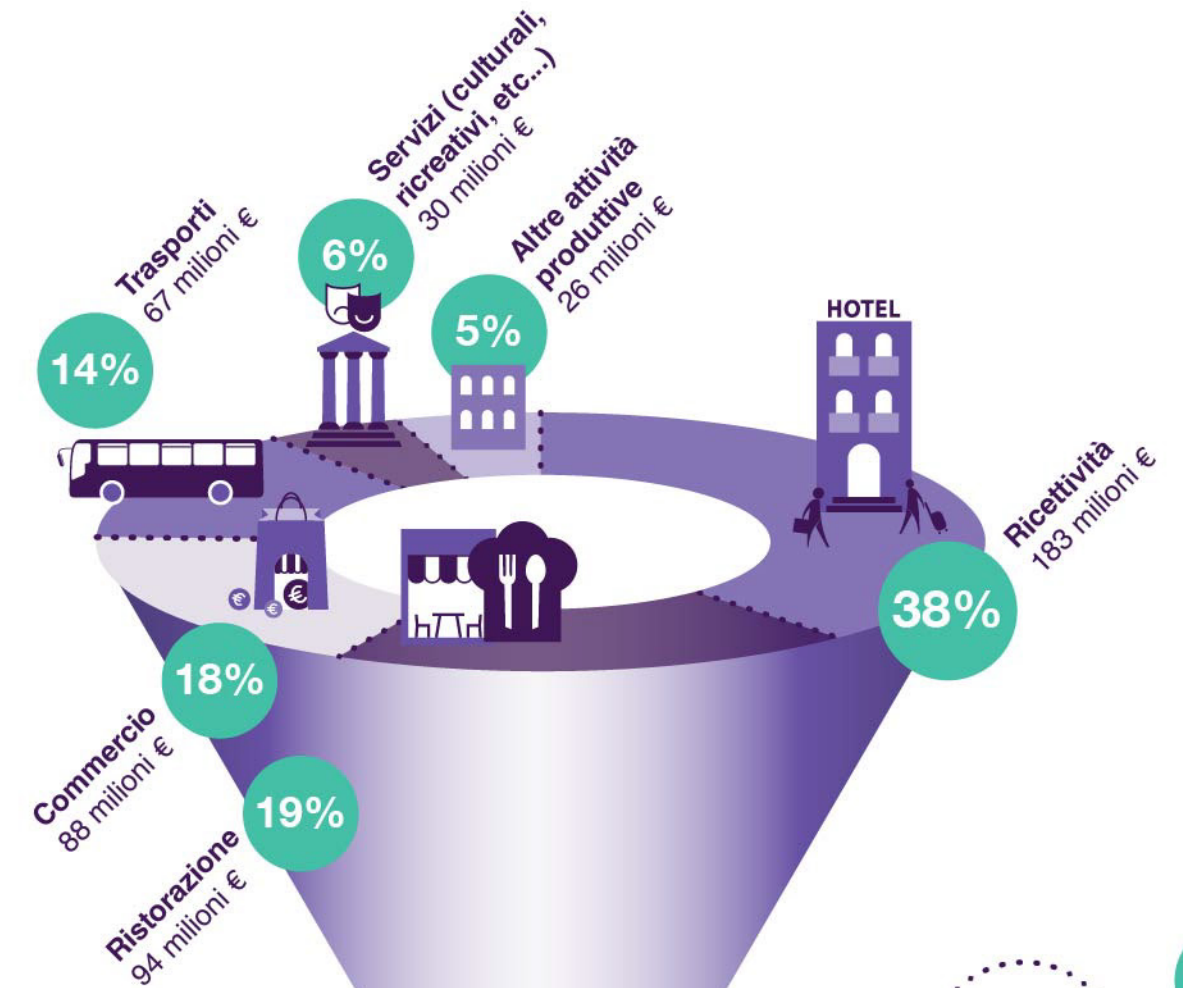 Servizi (culturali,
ricreativi, etc...)
30 milioni €
6%
Altre attività
produttive
26 milioni €
5%
Trasporti
67 milioni €
14%
HOTEL
Ricettività
183 milioni €
38%
€
€
€
18%
Commercio
88 milioni €
19%
Ristorazione
94 milioni €